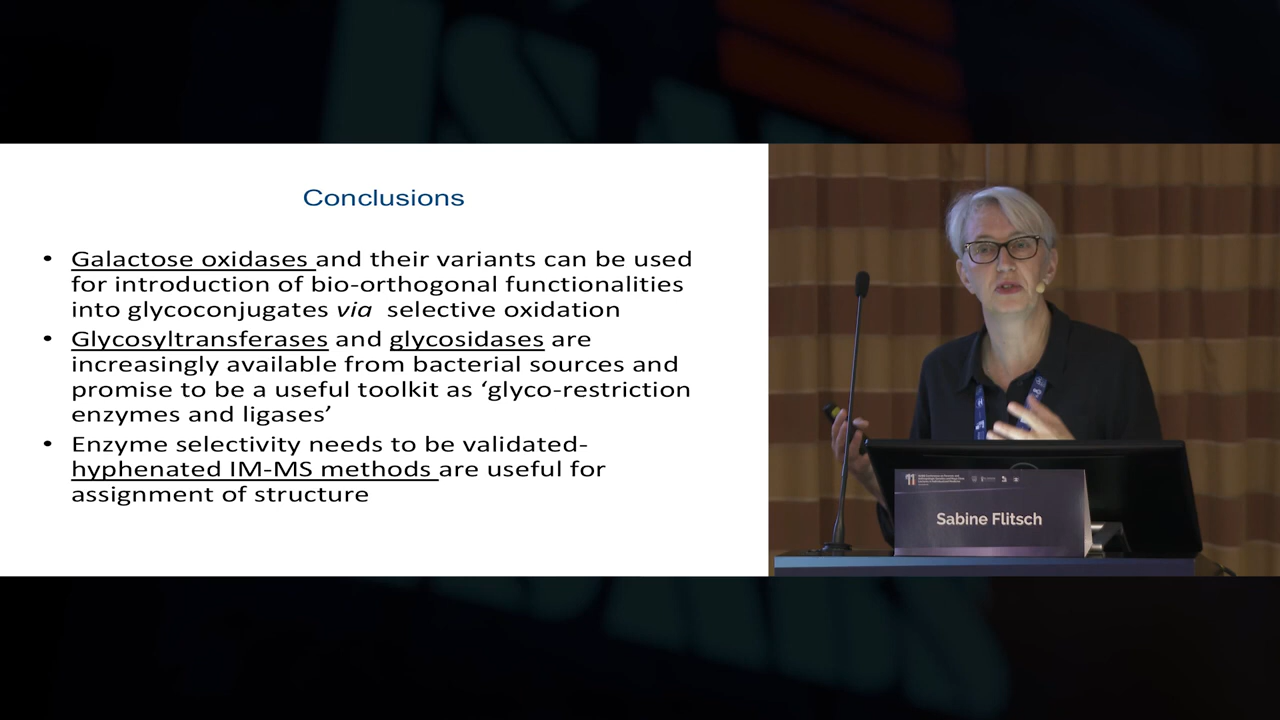 Conclusions
• Galactose oxidases and their variants can be used
for introduction of bio-orthogonal functionalities
into glycoconjugates via selective oxidation
• Glycosyltransferases and glycosidases are
increasingly available from bacterial sources and
promise to be a useful toolkit as ‘glyco-restriction
enzymes and ligases’
• Enzyme selectivity needs to be validated-
hyphenated IM-MS methods are useful for
assignment of structure
11
Sabine Flitsch